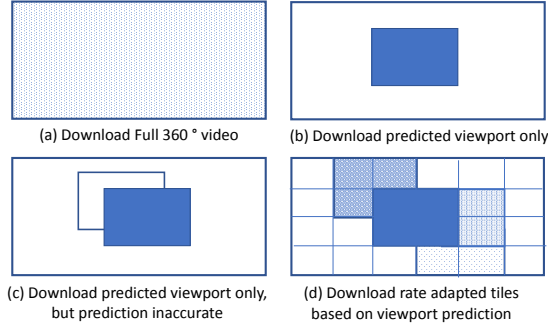 (a) Download Full 360 ° video
(b) Download predicted viewport only
(c) Download predicted viewport only,
but prediction inaccurate
(d) Download rate adapted tiles
based on viewport prediction